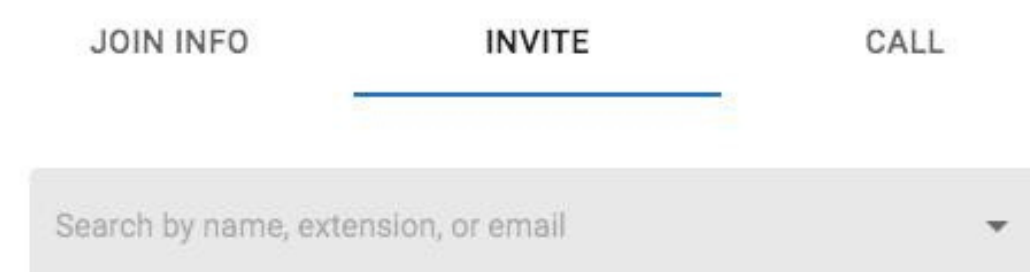 JOIN INFO INVITE CALL
Search by name, extension, or email